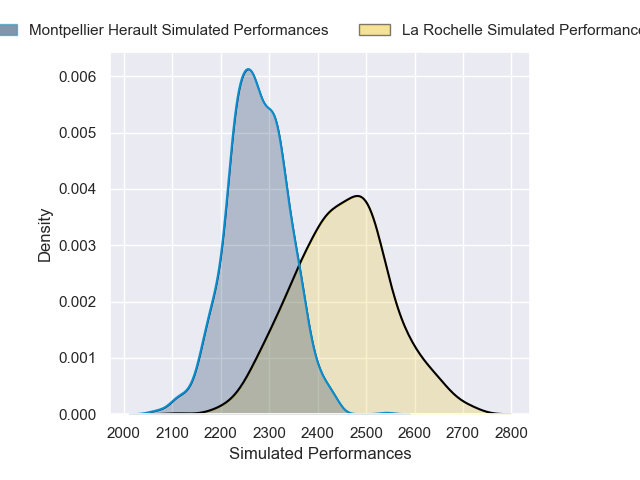 Montpellier Herault Simulated Performances
La Rochelle Simulated
0.006
0.005
0.004
0.003
0.002
0.001
0.000
Density
2000 2100 2200 2300 2400 2500 2600 2700 2800
Simulated Performances